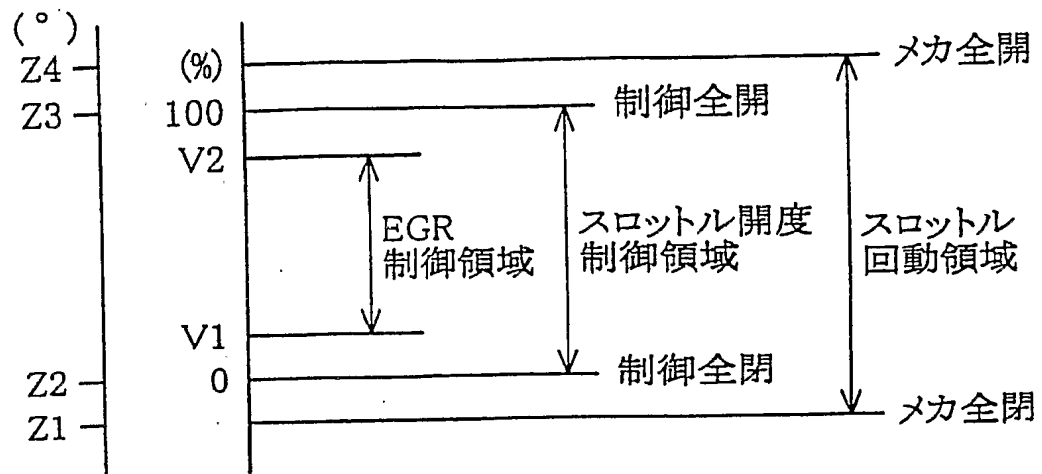 (°)
Z4
(%)
メカ全開
Z3
100
制御全開
V2
EGR
制御領域
スロットル開度
制御領域
スロットル
回動領域
V1
Z2
0
制御全閉
Z1
メカ全閉